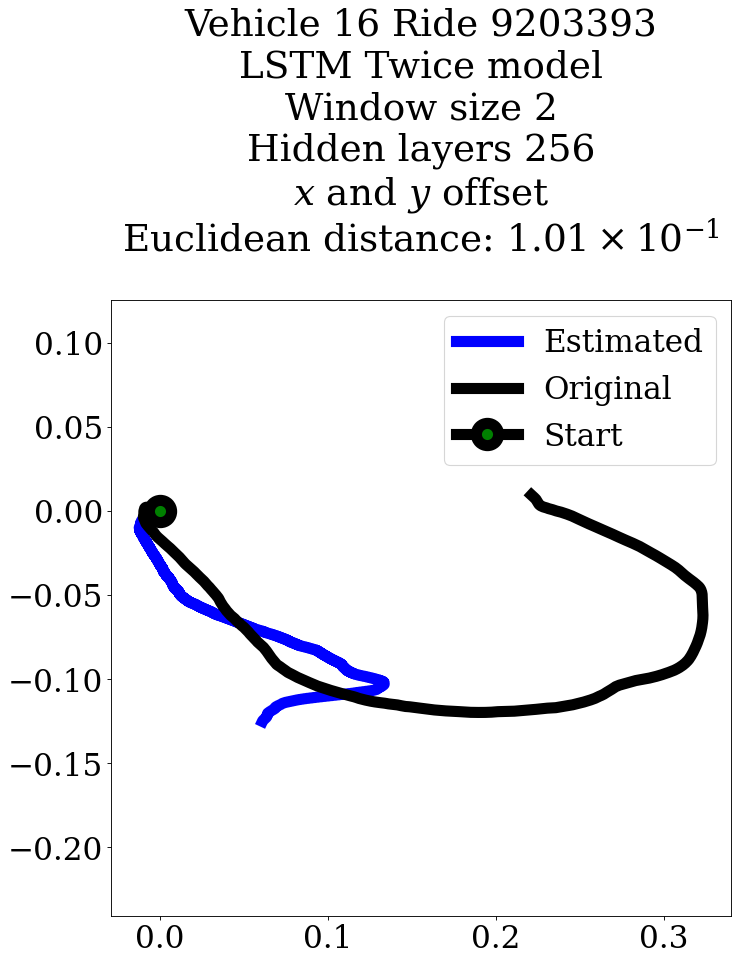 Vehicle 16 Ride 9203393
LSTM Twice model
Window size 2
Hidden layers 256
x and y offset
Euclidean distance: 1.01 × 10⁻¹
Estimated
Original
Start
0.10
0.05
0.00
−0.05
−0.10
−0.15
−0.20
0.0 0.1 0.2 0.3